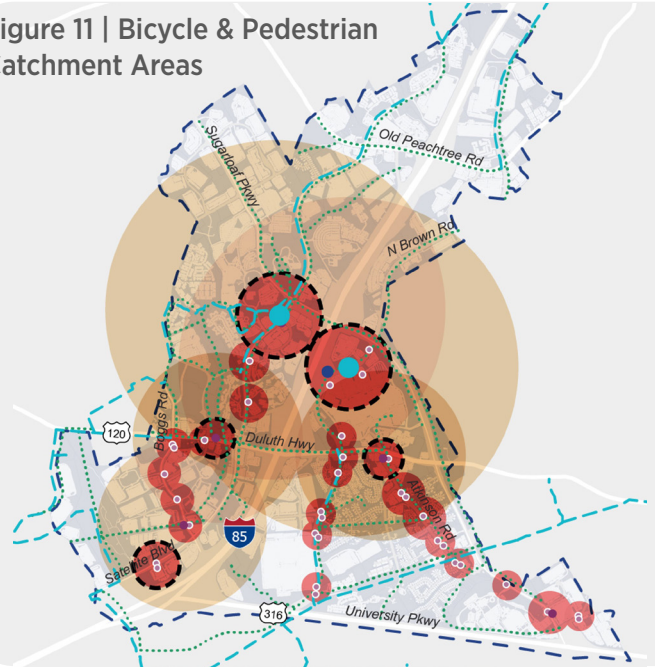 igure 11 | Bicycle & Pedestrian
atchment Areas
Sugarloaf Pkwy
Old Peachtree Rd
N Brown Rd
Boggs Rd
120
Duluth Hwy
Atkinson Rd
85
Satellite Blvd
316
University Pkwy